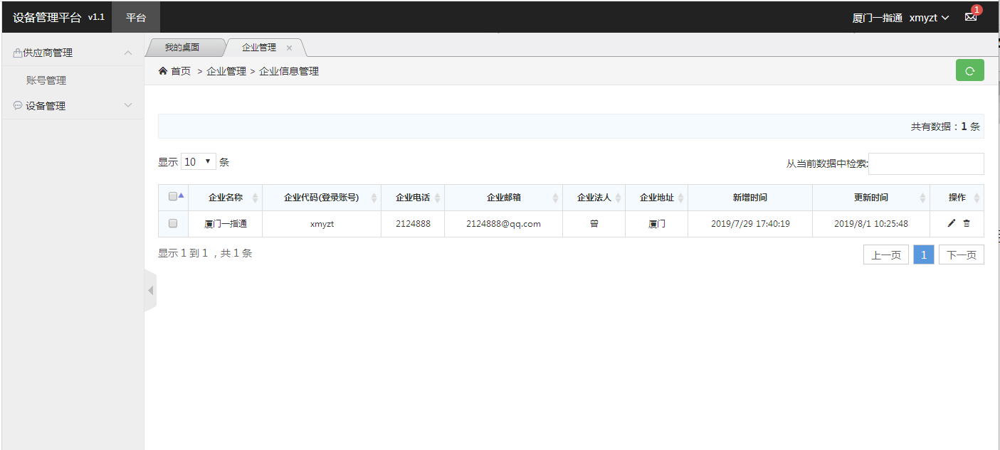 设备管理平台 v1.1 平台 厦门一指通 xmyzt 1
供应商管理
账号管理
设备管理
我的桌面 企业管理
首页 > 企业管理 > 企业信息管理
共有数据：1 条
显示 10 条 从当前数据中检索:
企业名称 企业代码(登录账号) 企业电话 企业邮箱 企业法人 企业地址 新增时间 更新时间 操作
厦门一指通 xmyzt 2124888 2124888@qq.com 曾 厦门 2019/7/29 17:40:19 2019/8/1 10:25:48
显示 1 到 1 ，共 1 条 上一页 1 下一页